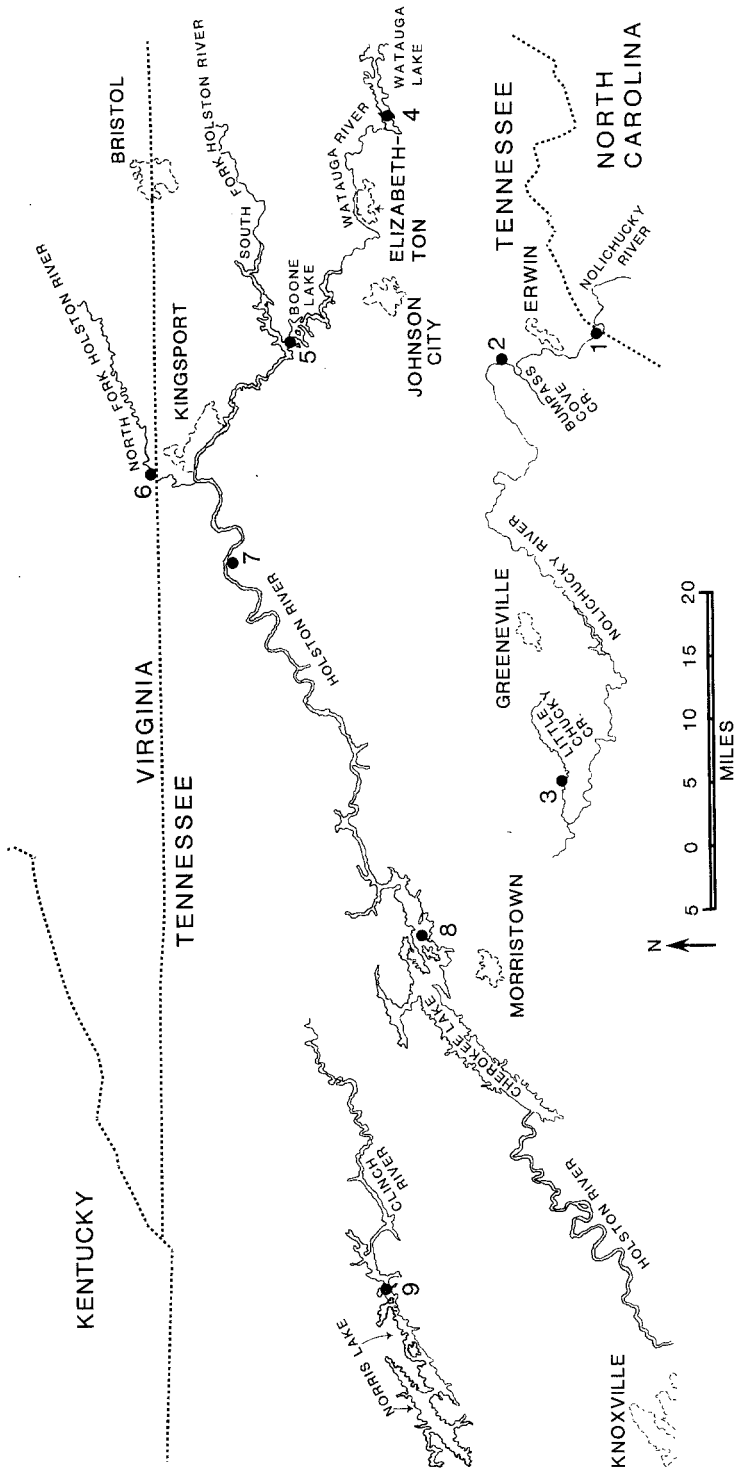 KENTUCKY
VIRGINIA
TENNESSEE
BRISTOL
NORTH FORK HOLSTON RIVER
6
KINGSPORT
SOUTH
FORK HOLSTON RIVER
7
HOLSTON RIVER
5
BOONE
LAKE
WATAUGA RIVER
WATAUGA
LAKE
4
ELIZABETH-
TON
JOHNSON
CITY
CLINCH
RIVER
9
NORRIS LAKE
8
CHEROKEE LAKE
MORRISTOWN
HOLSTON RIVER
KNOXVILLE
GREENEVILLE
LITTLE
CHUCKY
CR.
3
NOLICHUCKY RIVER
2
BUMPASS
COVE
CR.
ERWIN
1
NOLICHUCKY
RIVER
TENNESSEE
NORTH
CAROLINA
N
5 0 5 10 15 20
MILES